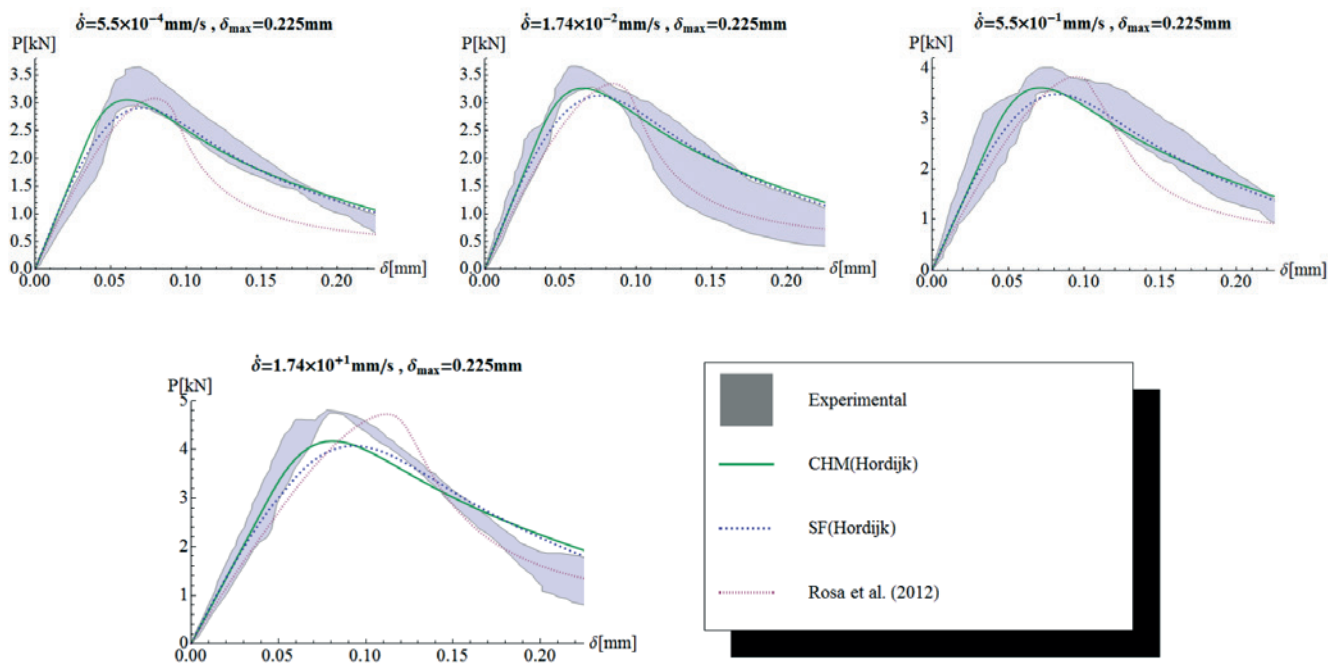 δ̇=5.5×10⁻⁴mm/s , δmax=0.225mm
P[kN]
3.5
3.0
2.5
2.0
1.5
1.0
0.5
0.0
0.00 0.05 0.10 0.15 0.20 δ[mm]
δ̇=1.74×10⁻²mm/s , δmax=0.225mm
P[kN]
3.5
3.0
2.5
2.0
1.5
1.0
0.5
0.0
0.00 0.05 0.10 0.15 0.20 δ[mm]
δ̇=5.5×10⁻¹mm/s , δmax=0.225mm
P[kN]
4
3
2
1
0
0.00 0.05 0.10 0.15 0.20 δ[mm]
δ̇=1.74×10⁺¹mm/s , δmax=0.225mm
P[kN]
5
4
3
2
1
0
0.00 0.05 0.10 0.15 0.20 δ[mm]
Experimental
CHM(Hordijk)
SF(Hordijk)
Rosa et al. (2012)